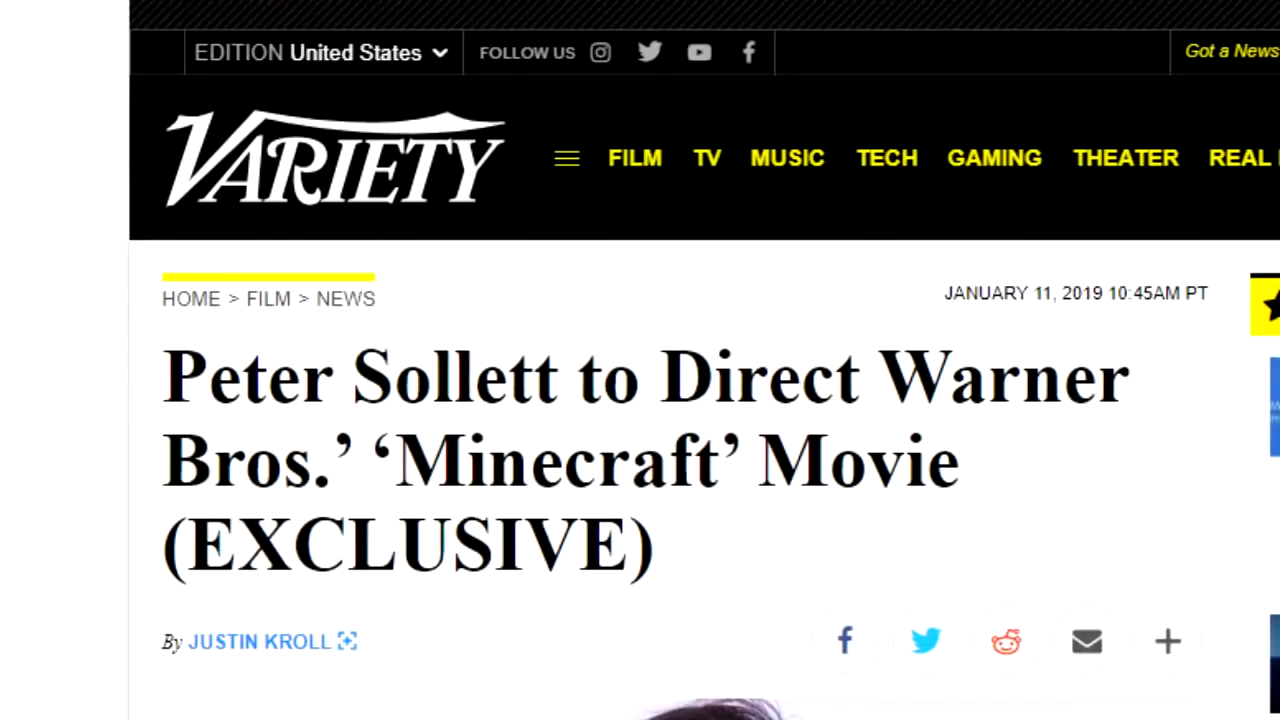 EDITION United States
FOLLOW US
Got a News
VARIETY
FILM TV MUSIC TECH GAMING THEATER REAL
HOME > FILM > NEWS
JANUARY 11, 2019 10:45AM PT
Peter Sollett to Direct Warner
Bros.’ ‘Minecraft’ Movie
(EXCLUSIVE)
By JUSTIN KROLL